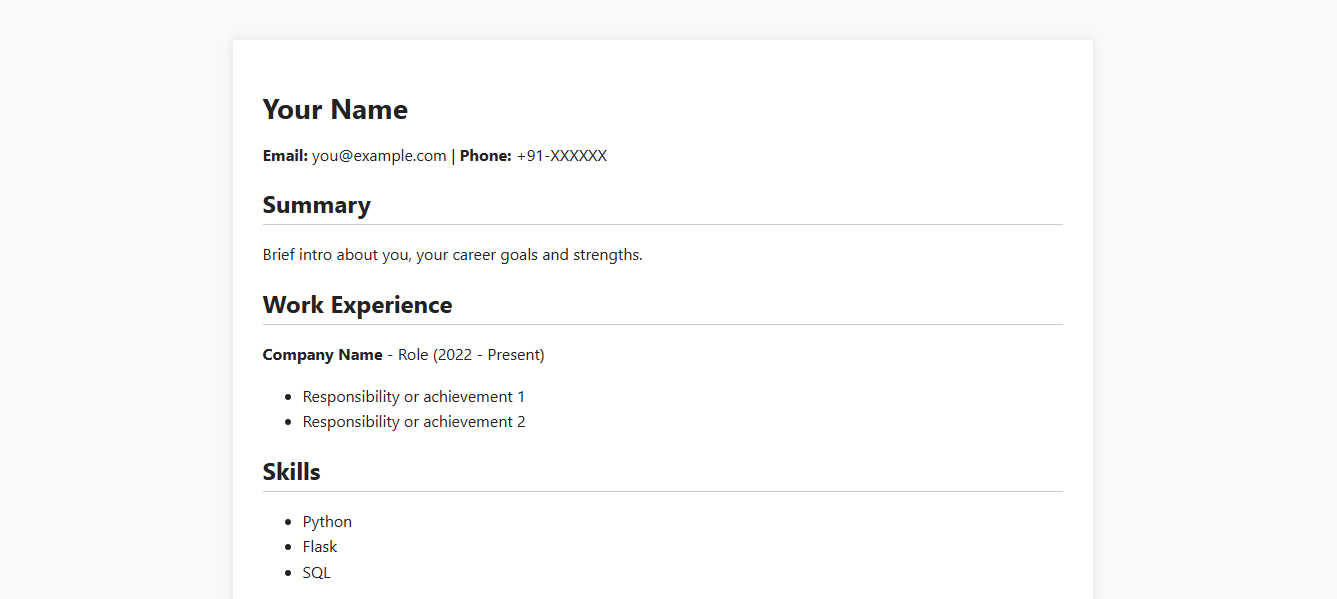 Your Name
Email: you@example.com | Phone: +91-XXXXXX
Summary
Brief intro about you, your career goals and strengths.
Work Experience
Company Name - Role (2022 - Present)
Responsibility or achievement 1
Responsibility or achievement 2
Skills
Python
Flask
SQL